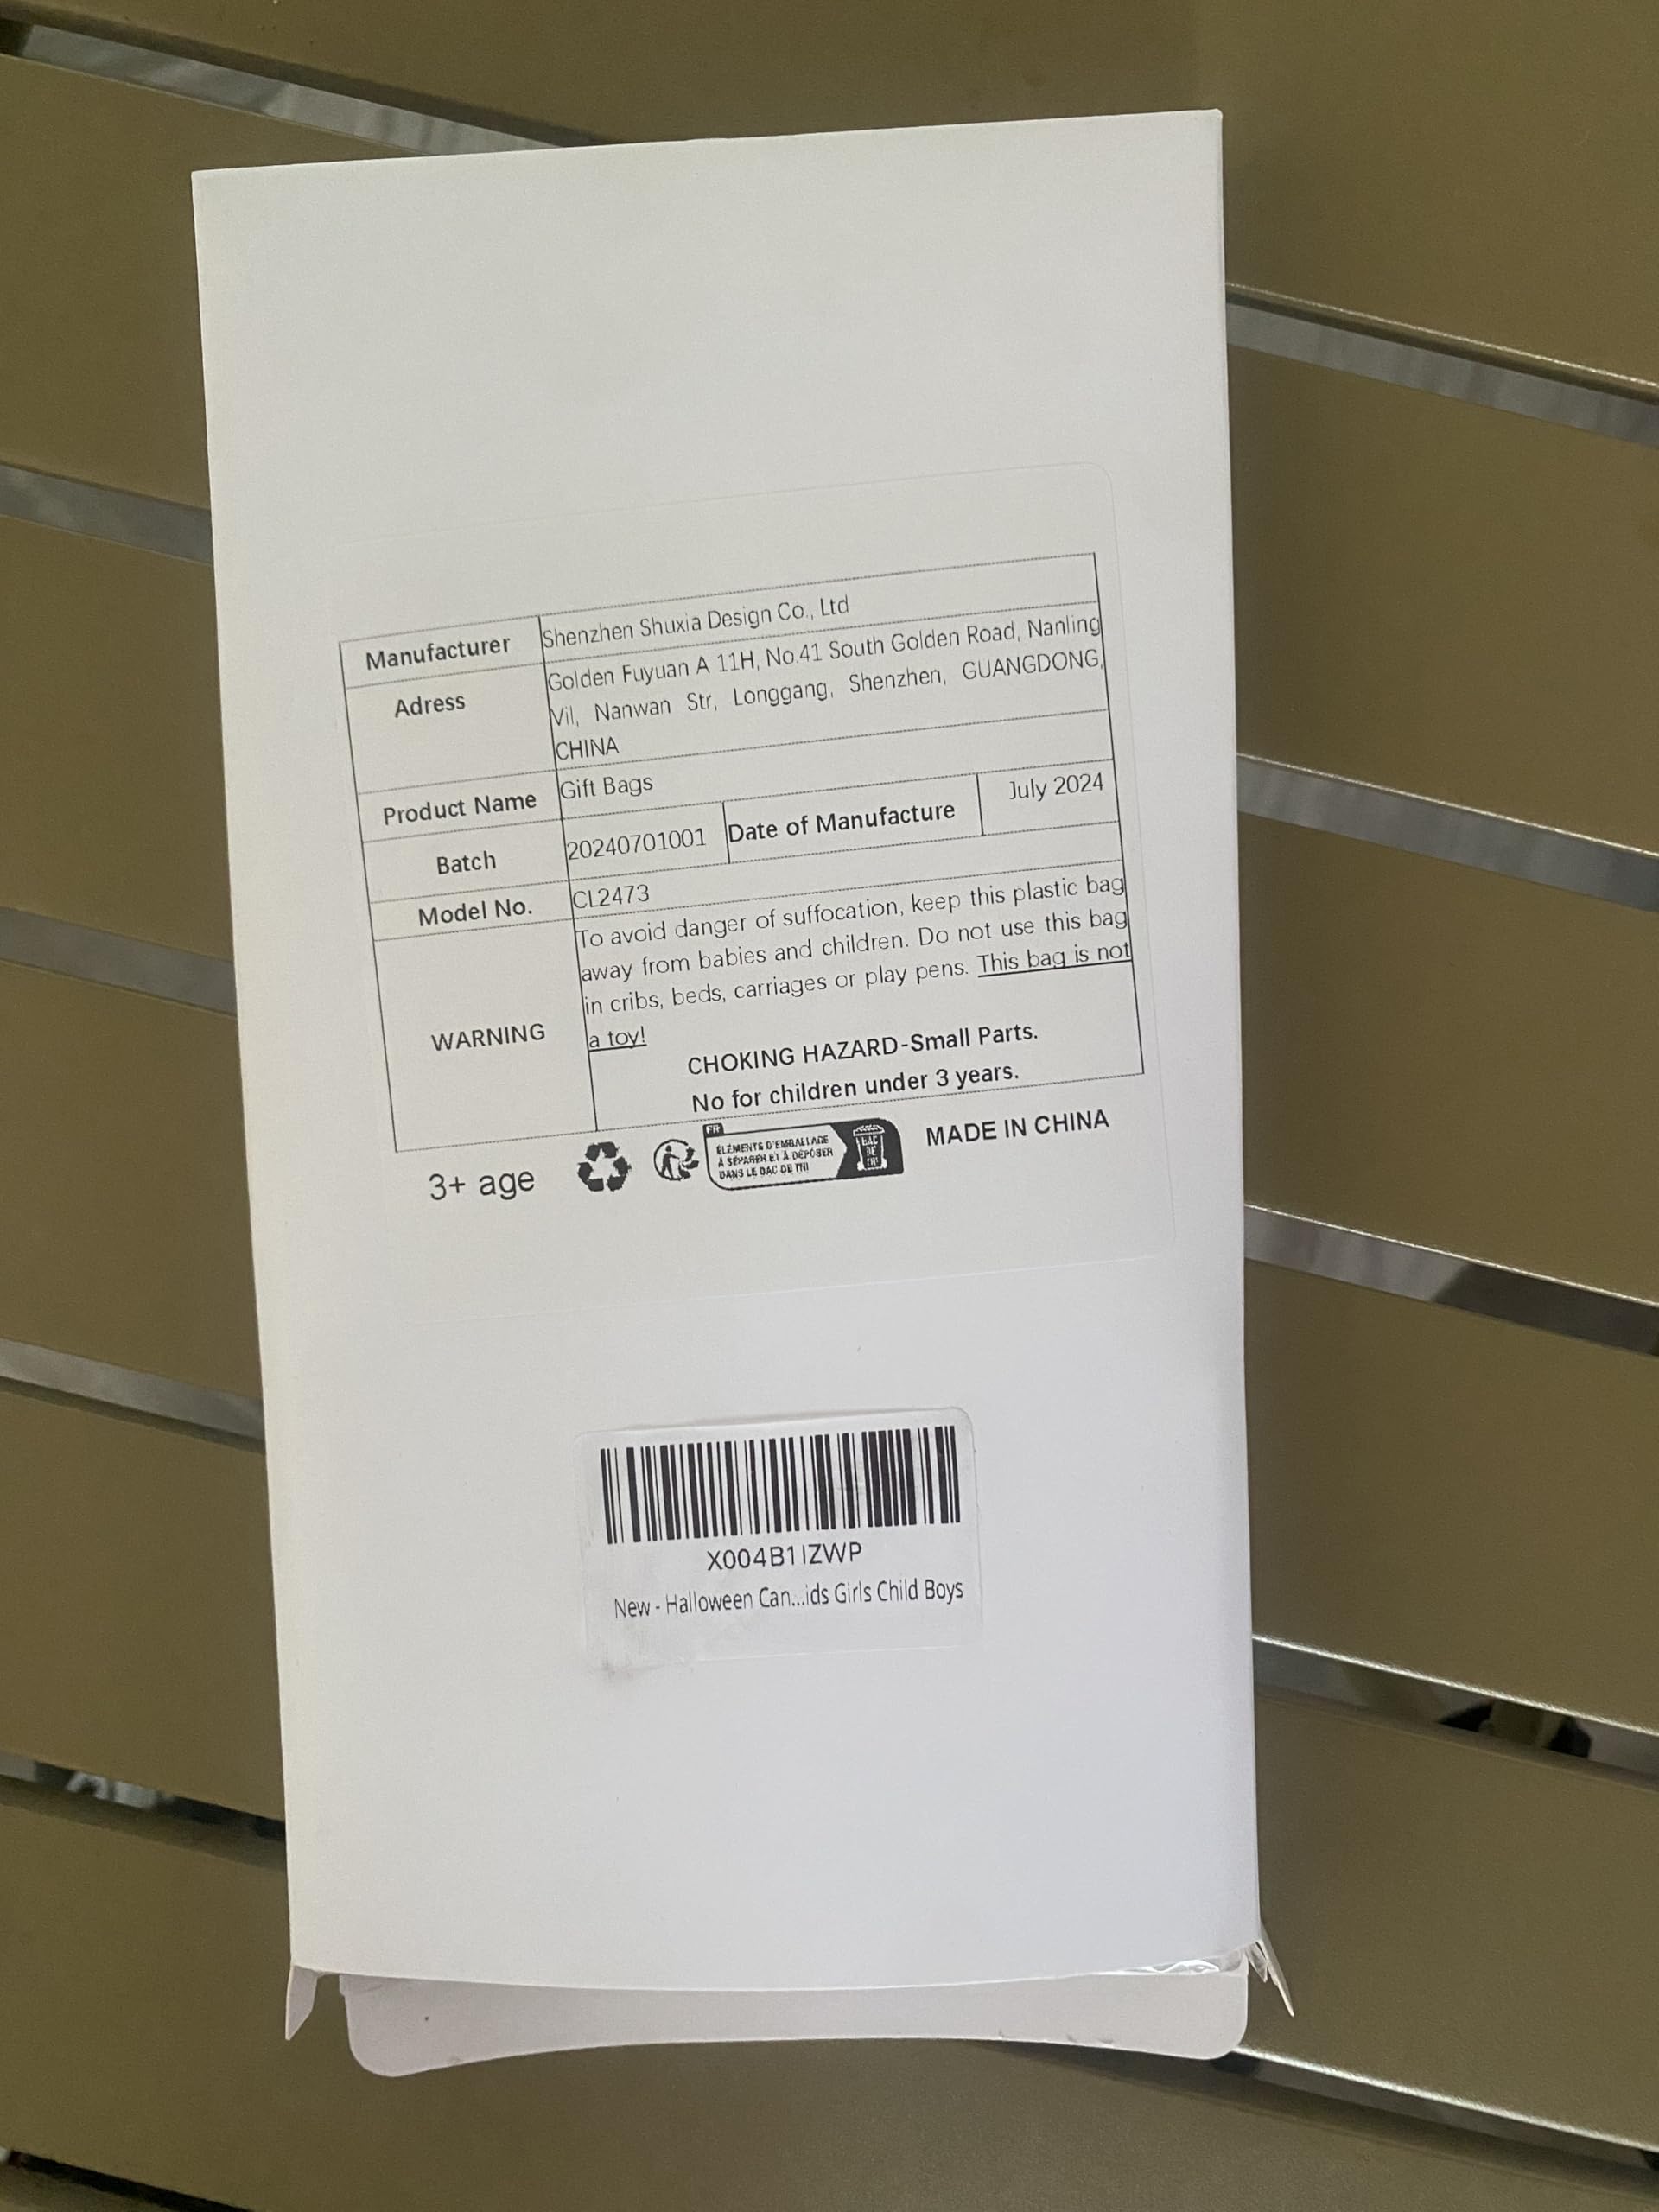 Manufacturer Shenzhen Shuxia Design Co., Ltd
Adress Golden Fuyuan A 11H, No.41 South Golden Road, Nanling
Vil, Nanwan Str, Longgang, Shenzhen, GUANGDONG,
CHINA
Product Name Gift Bags
Batch 20240701001 Date of Manufacture July 2024
Model No. CL2473
WARNING
To avoid danger of suffocation, keep this plastic bag
away from babies and children. Do not use this bag
in cribs, beds, carriages or play pens. This bag is not
a toy!
CHOKING HAZARD-Small Parts.
No for children under 3 years.
3+ age
FR
ÉLÉMENTS D'EMBALLAGE
À SÉPARER ET À DÉPOSER
DANS LE BAC DE TRI
BAC
DE
TRI
MADE IN CHINA
X004B1IZWP
New - Halloween Can...ids Girls Child Boys